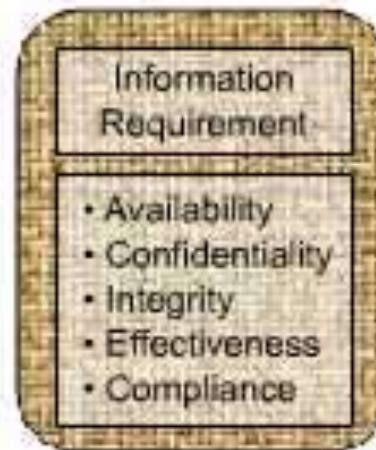 Information
Requirement
• Availability
• Confidentiality
• Integrity
• Effectiveness
• Compliance